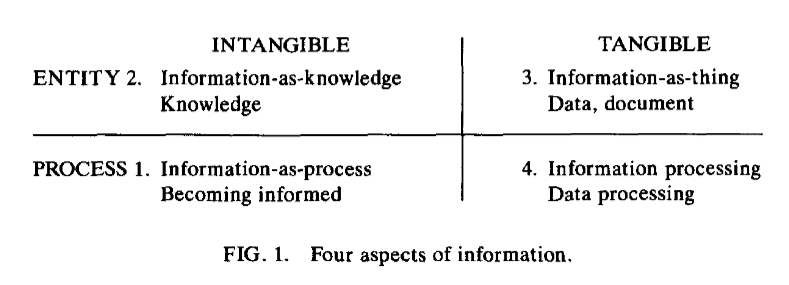 INTANGIBLE TANGIBLE
ENTITY 2. Information-as-knowledge 3. Information-as-thing
Knowledge Data, document
PROCESS 1. Information-as-process 4. Information processing
Becoming informed Data processing
FIG. 1. Four aspects of information.